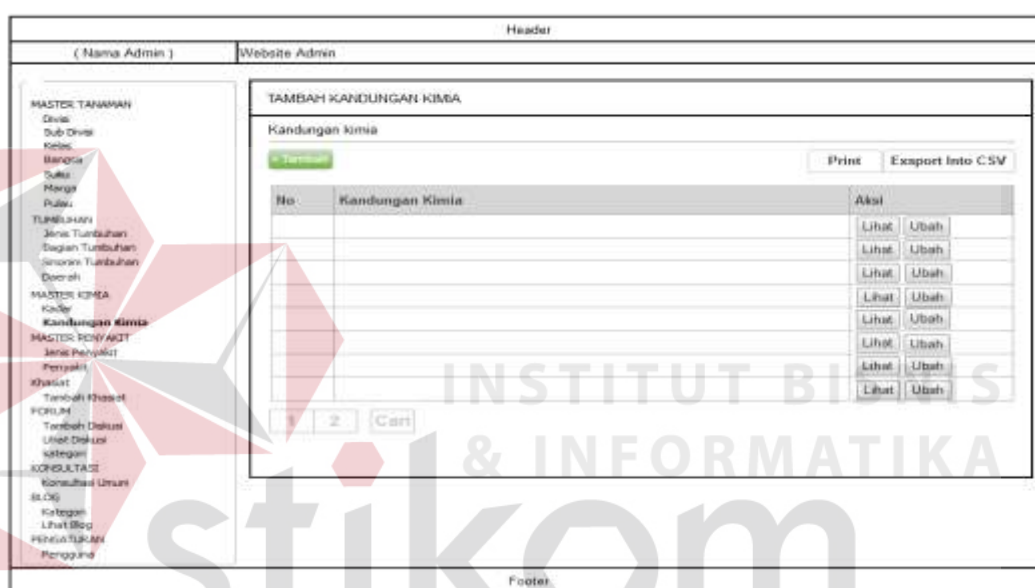 Header
( Nama Admin )
Website Admin
MASTER TANAMAN
Divisi
Sub Divisi
Kelas
Bangsa
Suku
Marga
Pulau
TUMBUHAN
Jenis Tumbuhan
Bagian Tumbuhan
Sinonim Tumbuhan
Daerah
MASTER KIMIA
Kadar
Kandungan Kimia
MASTER PENYAKIT
Jenis Penyakit
Penyakit
Khasiat
Tambah Khasiat
FORUM
Tambah Diskusi
Lihat Diskusi
Kategori
KONSULTASI
Konsultasi Umum
BLOG
Kategori
Lihat Blog
PENGATURAN
Pengguna
TAMBAH KANDUNGAN KIMIA
Kandungan kimia
+ Tambah
Print Exsport Into CSV
No Kandungan Kimia Aksi
Lihat Ubah
Lihat Ubah
Lihat Ubah
Lihat Ubah
Lihat Ubah
Lihat Ubah
Lihat Ubah
Lihat Ubah
1 2 Cari
INSTITUT BISNIS
& INFORMATIKA
stikom
Footer